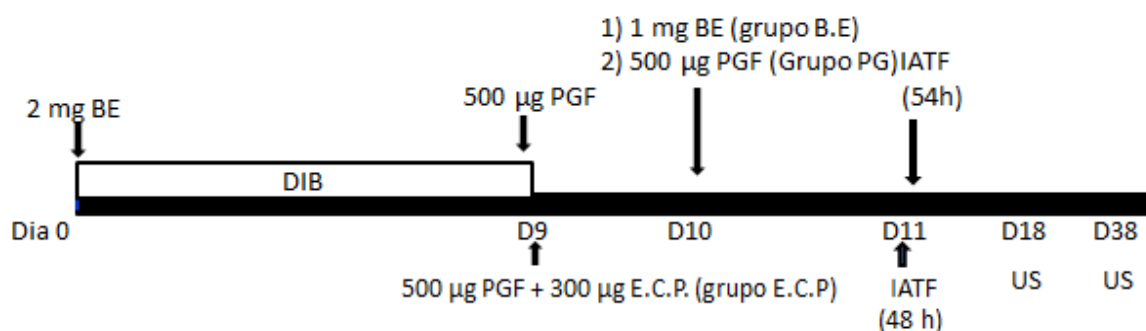 1) 1 mg BE (grupo B.E)
2) 500 µg PGF (Grupo PG)IATF
(54h)
2 mg BE
500 µg PGF
DIB
Dia 0
D9
D10
D11
D18
D38
500 µg PGF + 300 µg E.C.P. (grupo E.C.P)
IATF
(48 h)
US
US